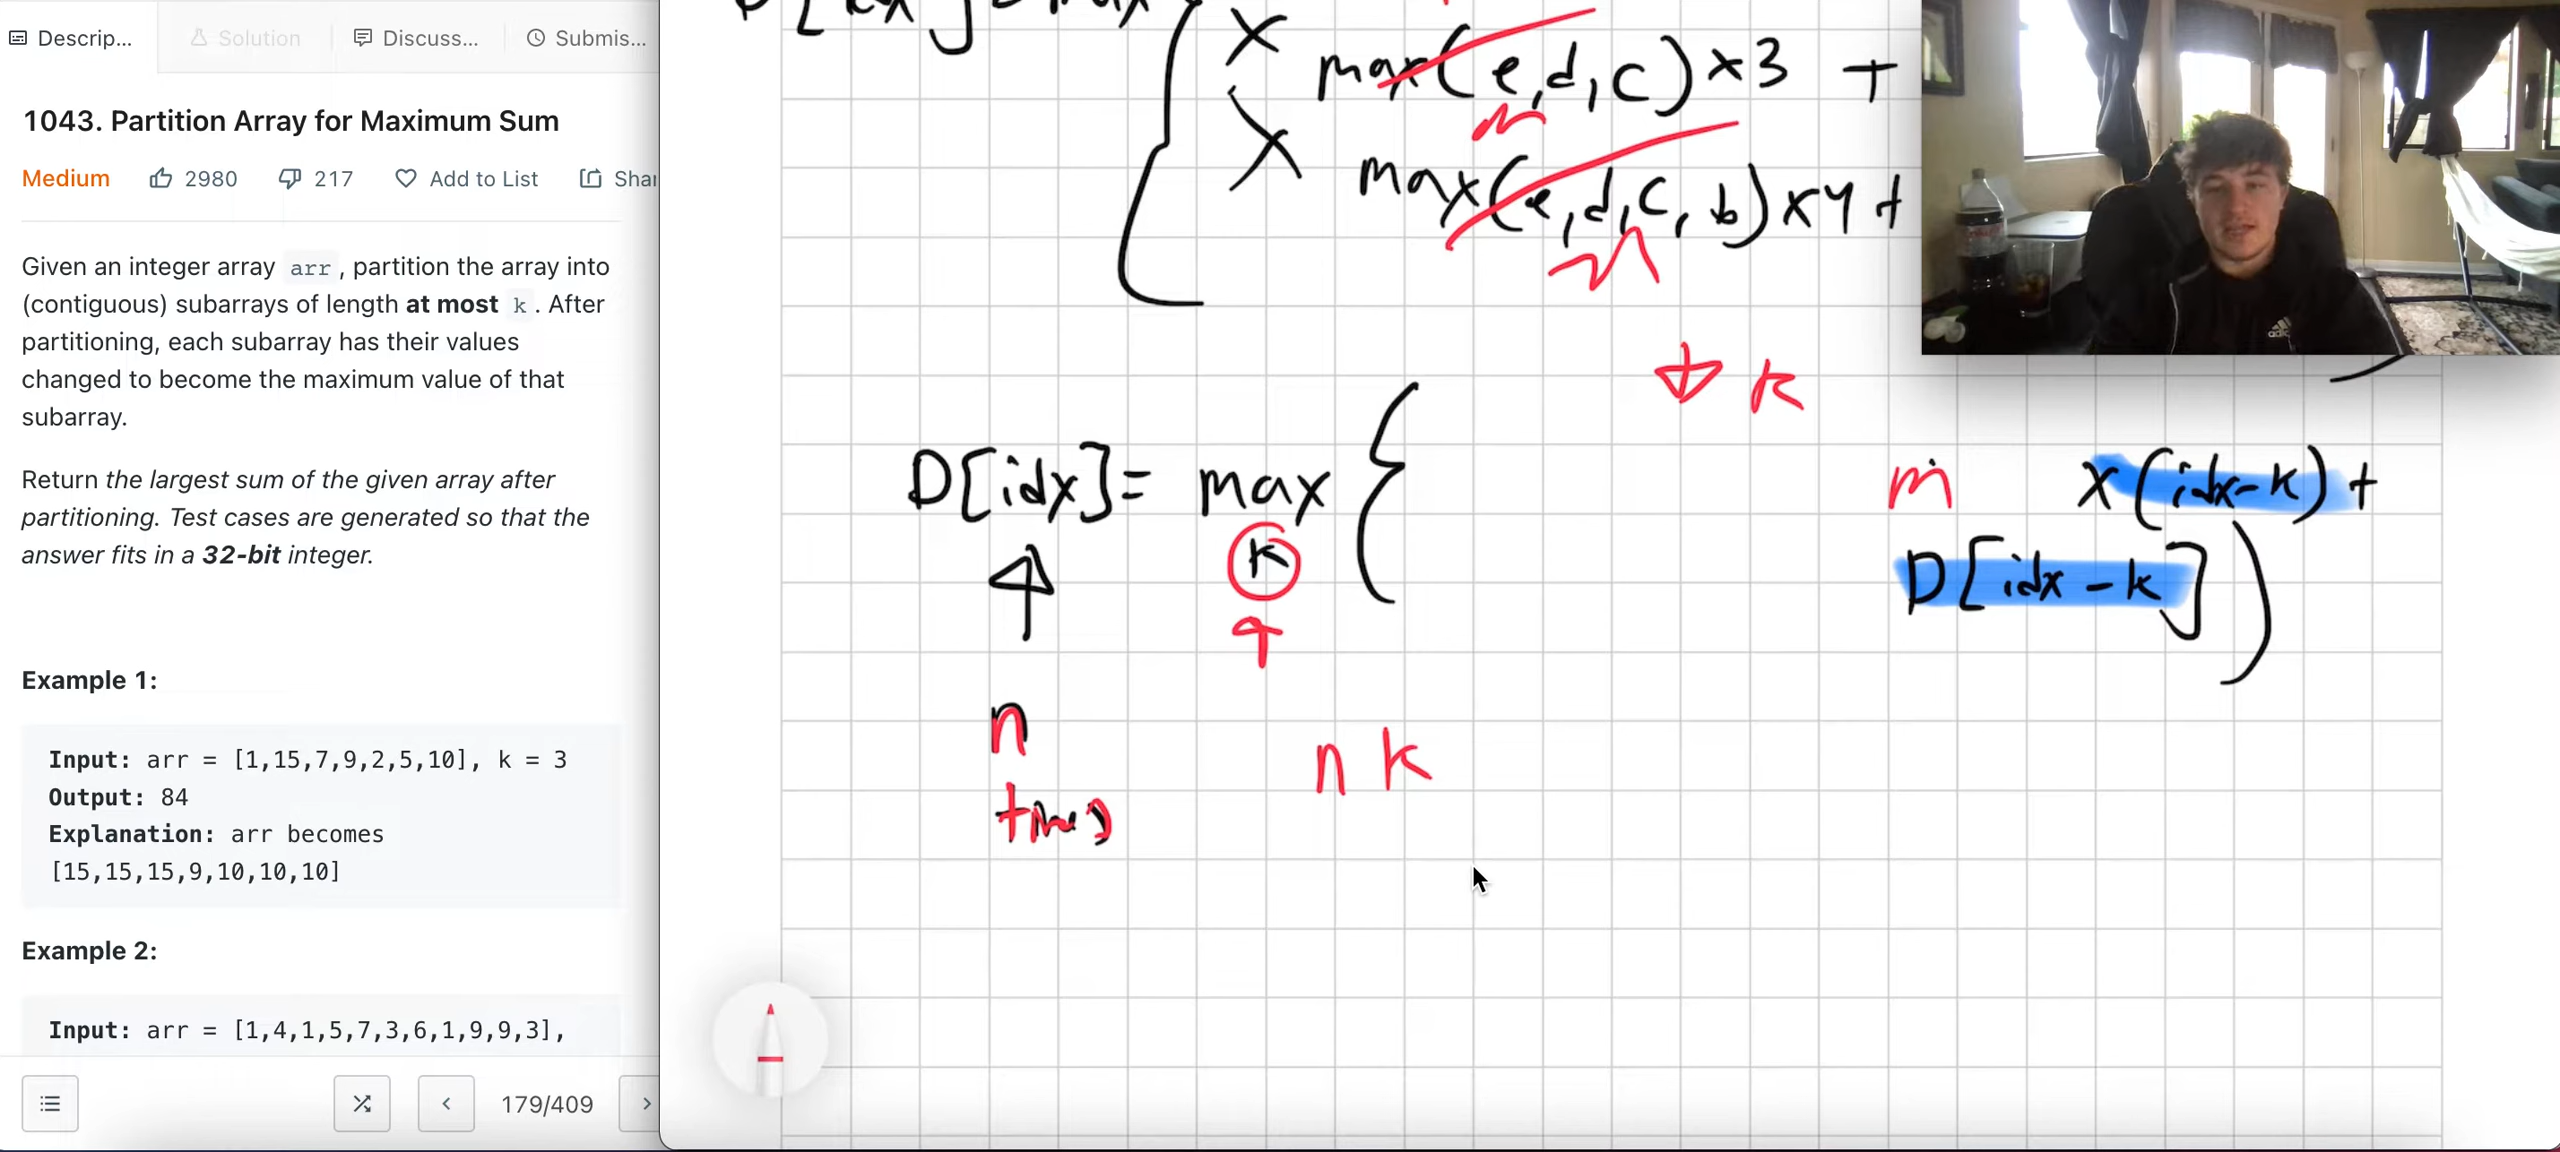 Descrip...
Solution
Discuss...
Submis...
1043. Partition Array for Maximum Sum
Medium
2980
217
Add to List
Given an integer array arr , partition the array into
(contiguous) subarrays of length at most k . After
partitioning, each subarray has their values
changed to become the maximum value of that
subarray.
Return the largest sum of the given array after
partitioning. Test cases are generated so that the
answer fits in a 32-bit integer.
Example 1:
Input: arr = [1,15,7,9,2,5,10], k = 3
Output: 84
Explanation: arr becomes
[15,15,15,9,10,10,10]
Example 2:
Input: arr = [1,4,1,5,7,3,6,1,9,9,3],
179/409
max(e,d,c)x3 +
m
max(e,d,c,b)x4+
m
k
D[idx]= max {
k
m x(idx-k)+
D[idx-k])
n
times
n k
adidas